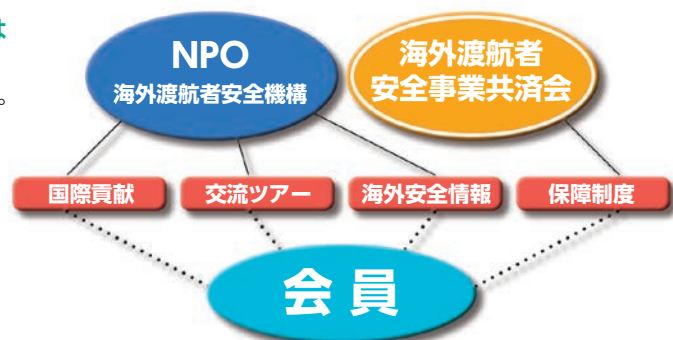 は
。
NPO
海外渡航者安全機構
海外渡航者
安全事業共済会
国際貢献
交流ツアー
海外安全情報
保障制度
会員